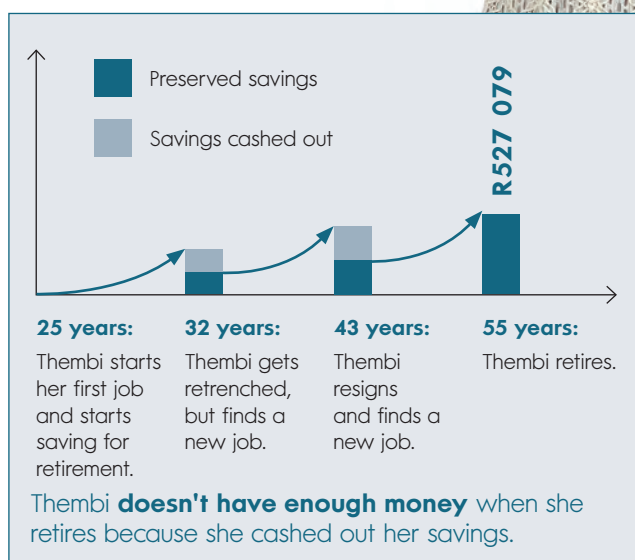 Preserved savings
Savings cashed out
R527 079
25 years:
Thembi starts
her first job
and starts
saving for
retirement.
32 years:
Thembi gets
retrenched,
but finds a
new job.
43 years:
Thembi
resigns
and finds a
new job.
55 years:
Thembi retires.
Thembi doesn't have enough money when she
retires because she cashed out her savings.